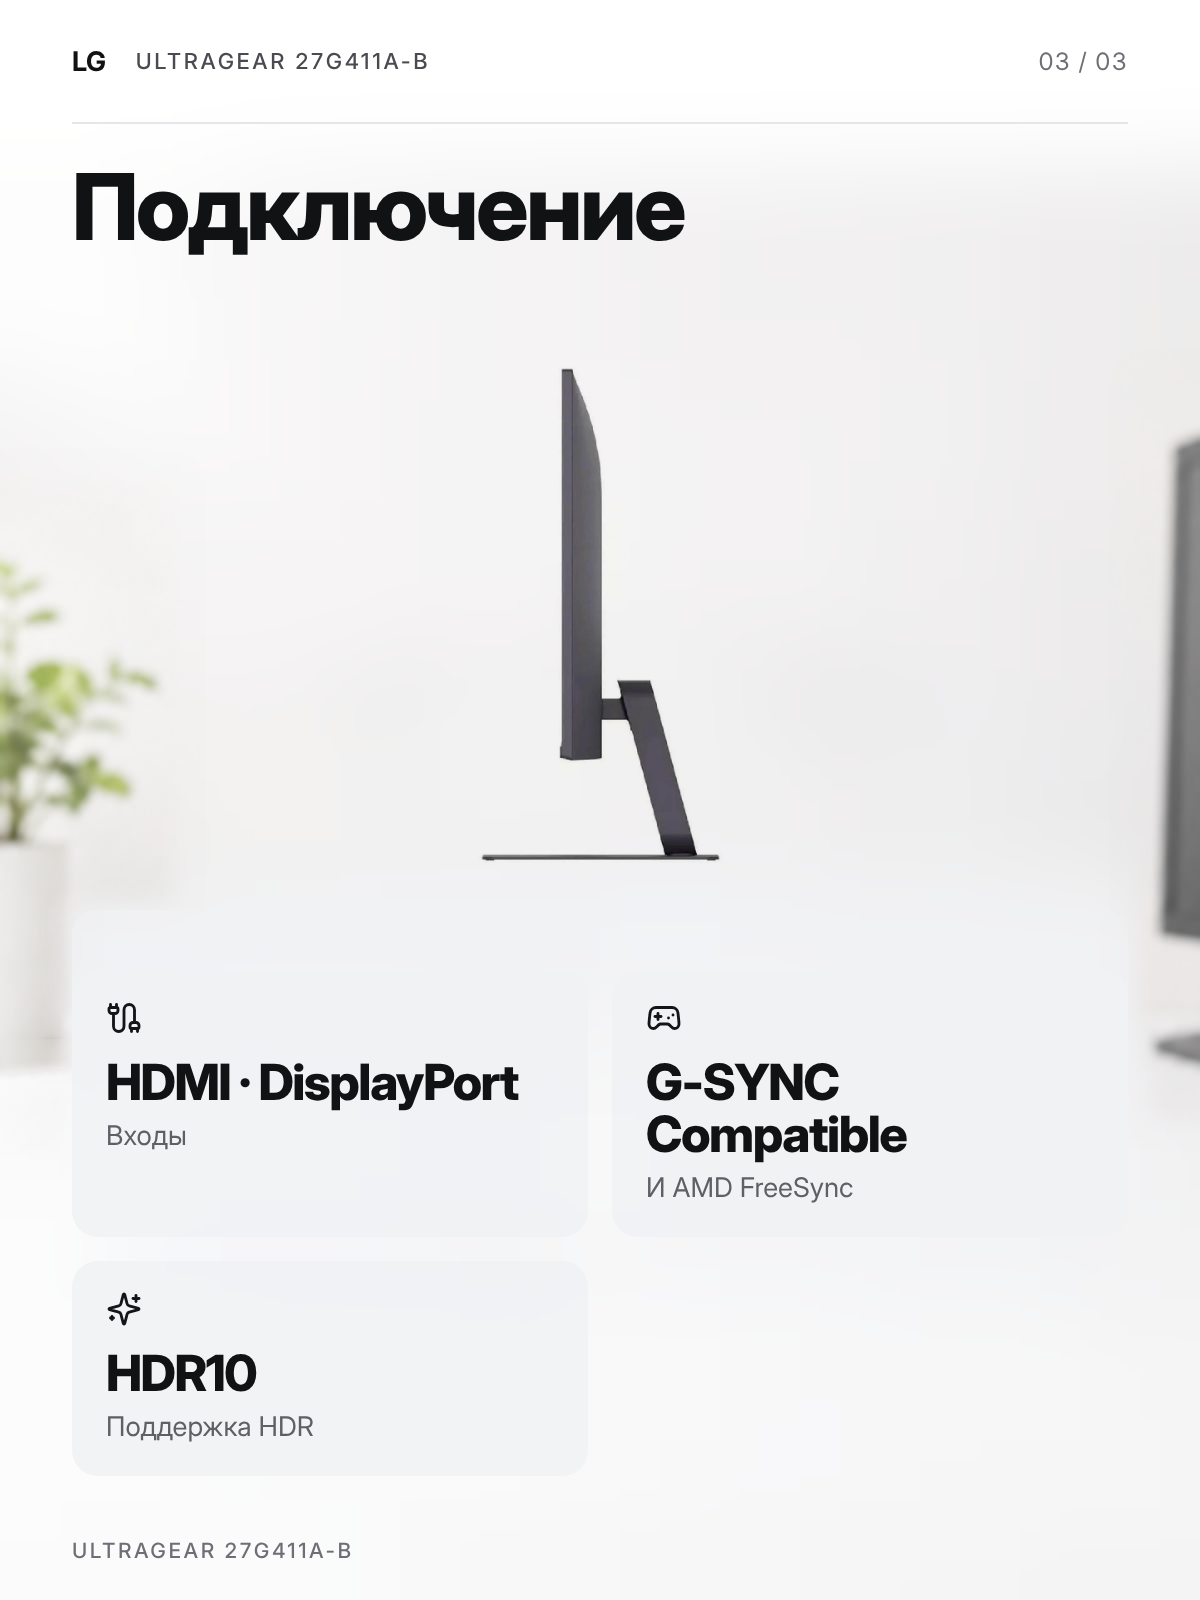 LG ULTRAGEAR 27G411A-B 03 / 03
Подключение
HDMI · DisplayPort
Входы
G-SYNC
Compatible
И AMD FreeSync
HDR10
Поддержка HDR
ULTRAGEAR 27G411A-B